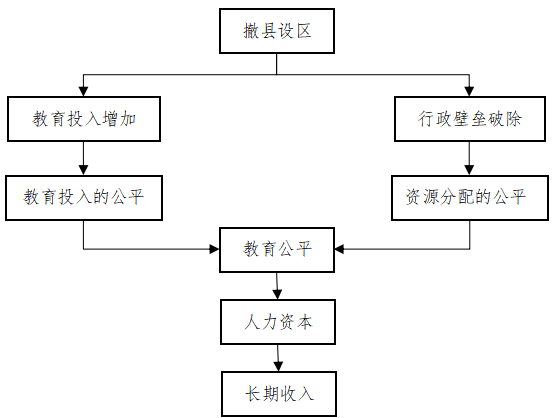 撤县设区
教育投入增加
行政壁垒破除
教育投入的公平
资源分配的公平
教育公平
人力资本
长期收入